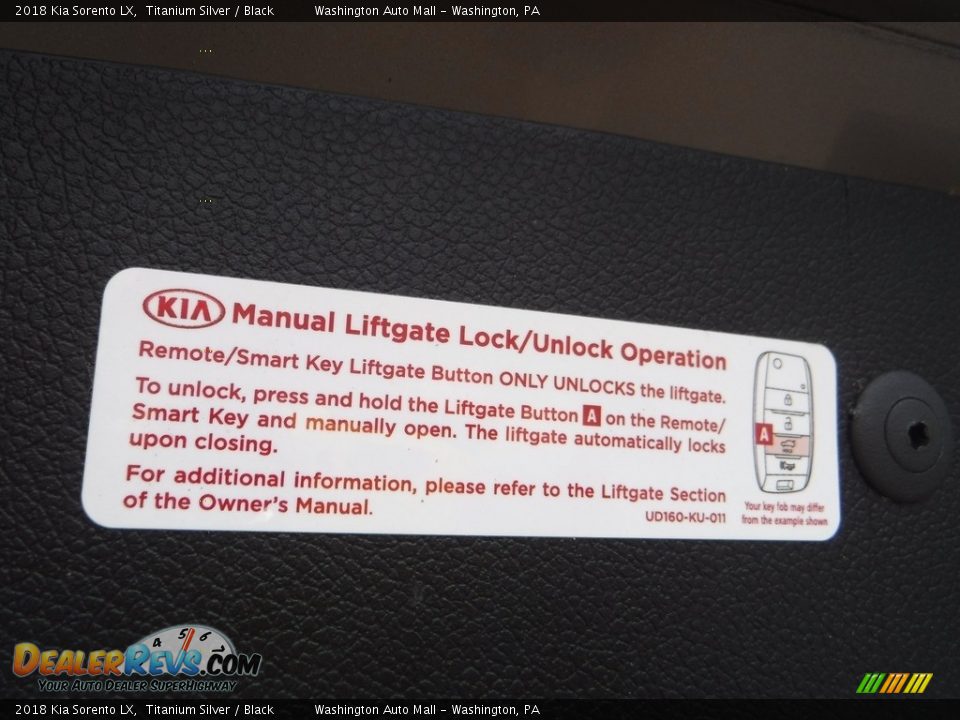 2018 Kia Sorento LX, Titanium Silver / Black Washington Auto Mall - Washington, PA
KIA Manual Liftgate Lock/Unlock Operation
Remote/Smart Key Liftgate Button ONLY UNLOCKS the liftgate.
To unlock, press and hold the Liftgate Button A on the Remote/
Smart Key and manually open. The liftgate automatically locks
upon closing.
For additional information, please refer to the Liftgate Section
of the Owner's Manual.
UD160-KU-011
A
Your key fob may differ
from the example shown
4 5 6
DEALERREVS.COM
YOUR AUTO DEALER SUPERHIGHWAY
2018 Kia Sorento LX, Titanium Silver / Black Washington Auto Mall - Washington, PA